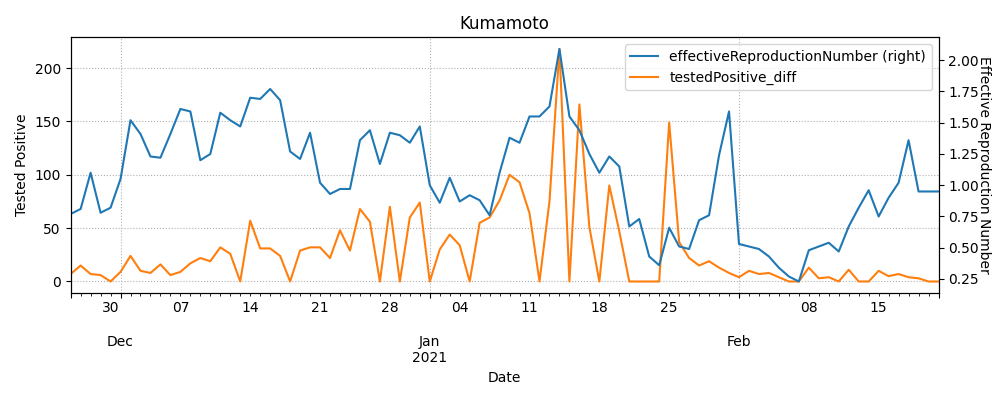 Kumamoto
effectiveReproductionNumber (right)
testedPositive_diff
Tested Positive
200
150
100
50
0
2.00
1.75
1.50
1.25
1.00
0.75
0.50
0.25
Effective Reproduction Number
30 07 14 21 28 04 11 18 25 08 15
Dec Jan Feb
2021
Date